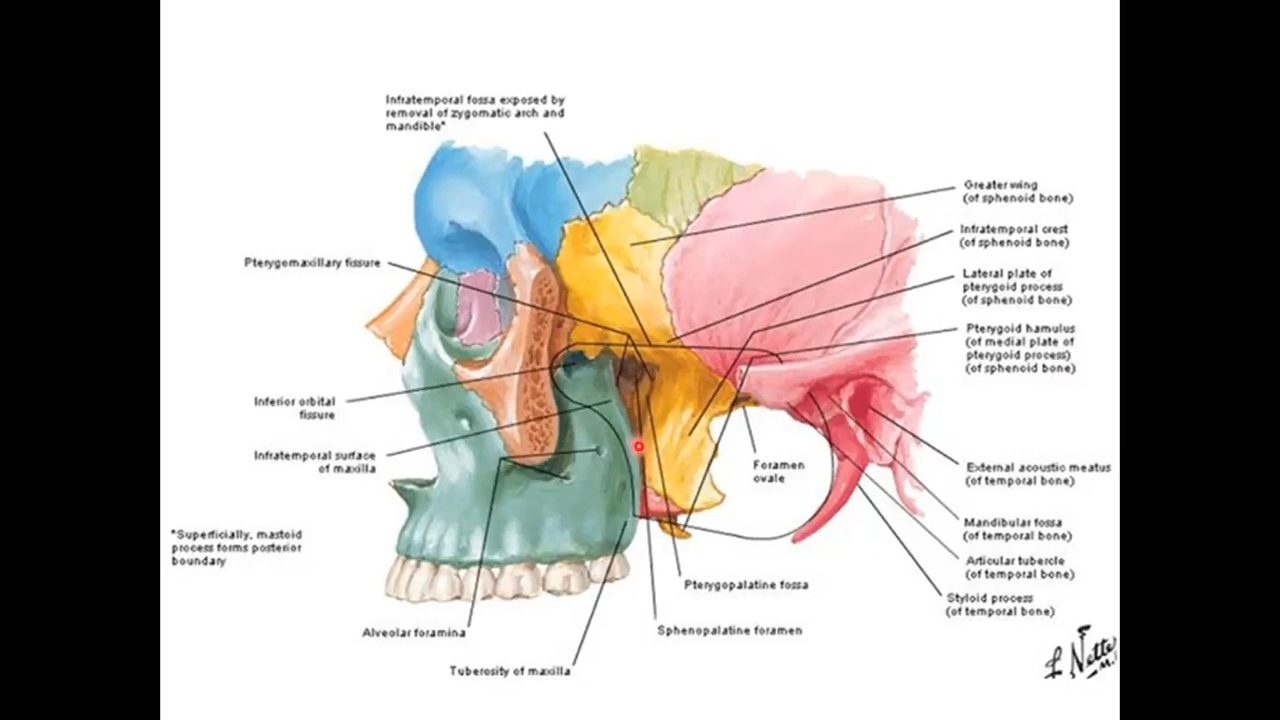 Infratemporal fossa exposed by
removal of zygomatic arch and
mandible*
Greater wing
(of sphenoid bone)
Infratemporal crest
(of sphenoid bone)
Pterygomaxillary fissure
Lateral plate of
pterygoid process
(of sphenoid bone)
Pterygoid hamulus
(of medial plate of
pterygoid process)
(of sphenoid bone)
Inferior orbital
fissure
Infratemporal surface
of maxilla
Foramen
ovale
External acoustic meatus
(of temporal bone)
*Superficially, mastoid
process forms posterior
boundary
Mandibular fossa
(of temporal bone)
Articular tubercle
(of temporal bone)
Pterygopalatine fossa
Styloid process
(of temporal bone)
Alveolar foramina
Sphenopalatine foramen
Tuberosity of maxilla
Netter